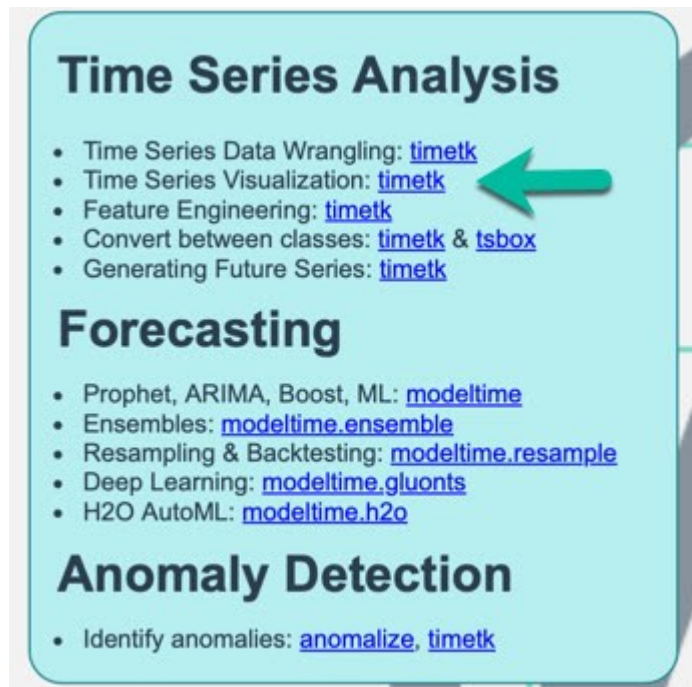 Time Series Analysis
• Time Series Data Wrangling: timetk
• Time Series Visualization: timetk
• Feature Engineering: timetk
• Convert between classes: timetk & tsbox
• Generating Future Series: timetk
Forecasting
• Prophet, ARIMA, Boost, ML: modeltime
• Ensembles: modeltime.ensemble
• Resampling & Backtesting: modeltime.resample
• Deep Learning: modeltime.gluonts
• H2O AutoML: modeltime.h2o
Anomaly Detection
• Identify anomalies: anomalize, timetk